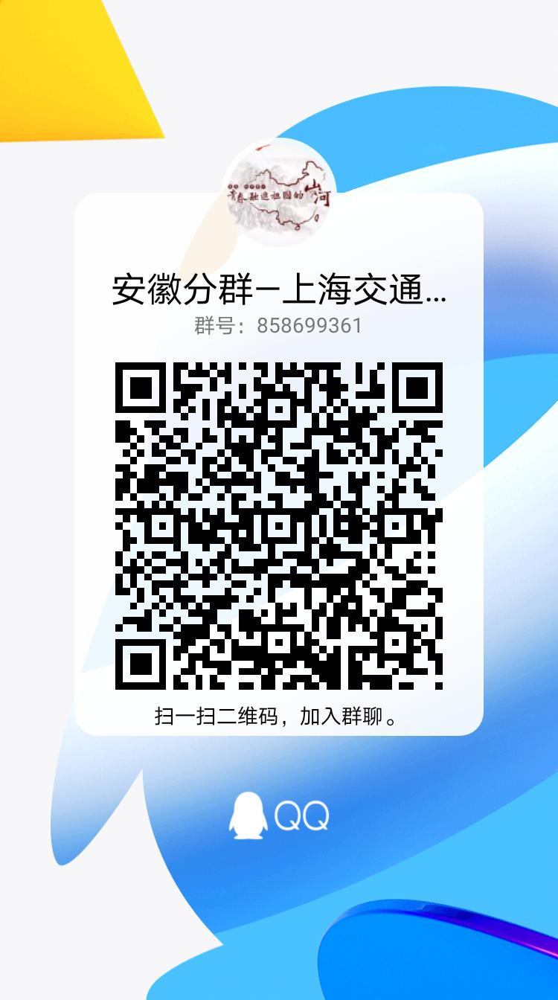 青春融进祖国的山河
安徽分群-上海交通...
群号：858699361
扫一扫二维码，加入群聊。
QQ